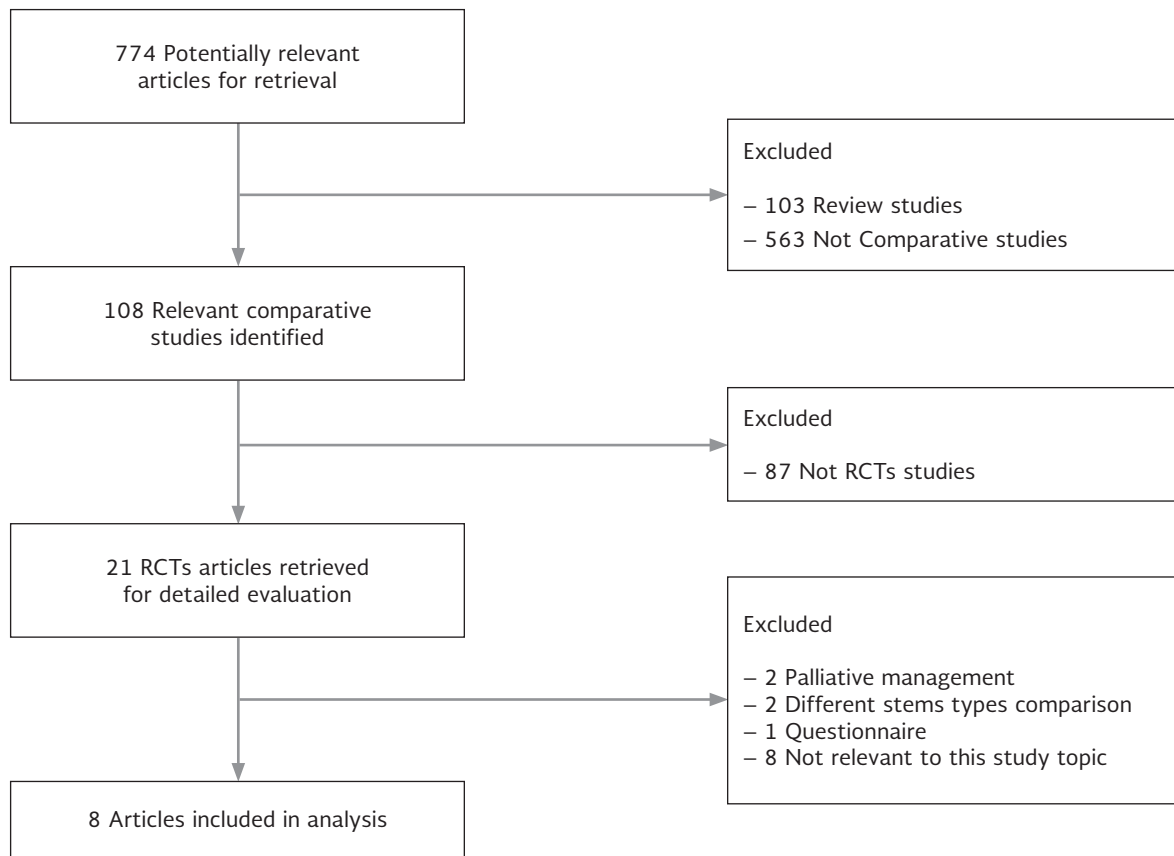 774 Potentially relevant
articles for retrieval
Excluded
– 103 Review studies
– 563 Not Comparative studies
108 Relevant comparative
studies identified
Excluded
– 87 Not RCTs studies
21 RCTs articles retrieved
for detailed evaluation
Excluded
– 2 Palliative management
– 2 Different stems types comparison
– 1 Questionnaire
– 8 Not relevant to this study topic
8 Articles included in analysis